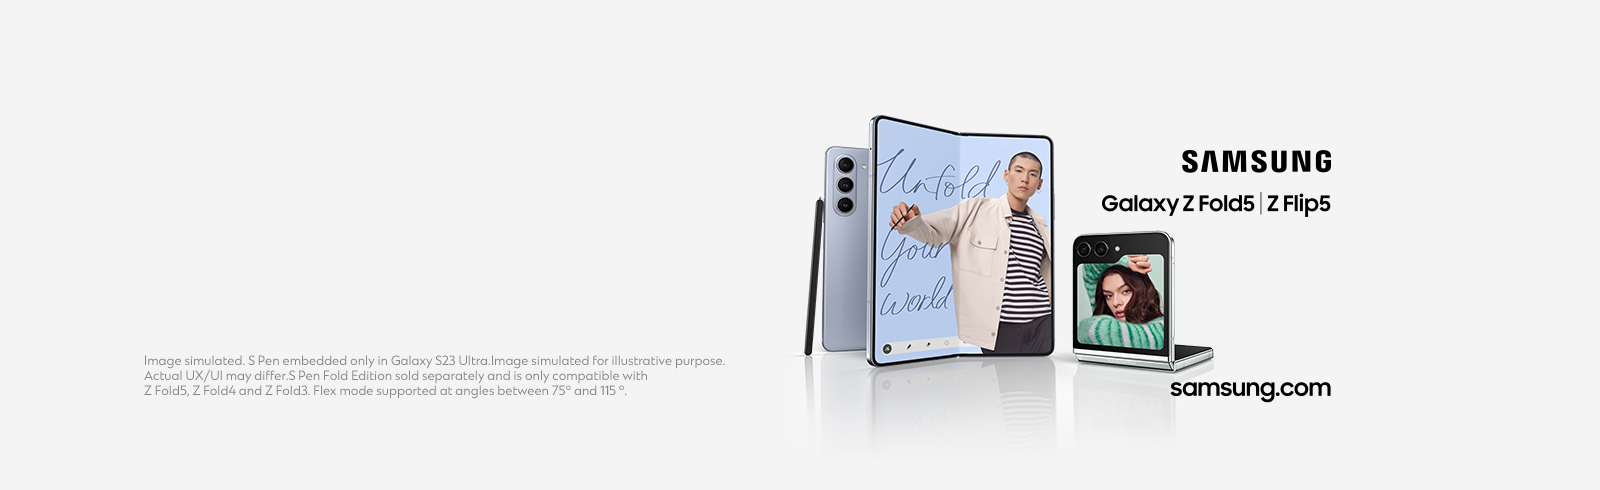 Unfold
Your
World
SAMSUNG
Galaxy Z Fold5 | Z Flip5
samsung.com
Image simulated. S Pen embedded only in Galaxy S23 Ultra.Image simulated for illustrative purpose.
Actual UX/UI may differ.S Pen Fold Edition sold separately and is only compatible with
Z Fold5, Z Fold4 and Z Fold3. Flex mode supported at angles between 75° and 115 °.